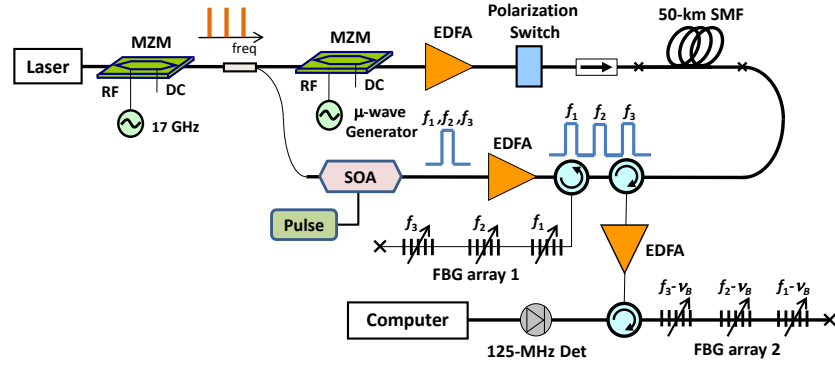 MZM
freq
MZM
EDFA
Polarization
Switch
50-km SMF
Laser
RF
DC
RF
DC
17 GHz
μ-wave
Generator
f1 ,f2 ,f3
EDFA
f1
f2
f3
SOA
Pulse
f3
f2
f1
FBG array 1
EDFA
f3-νB
f2-νB
f1-νB
Computer
125-MHz Det
FBG array 2